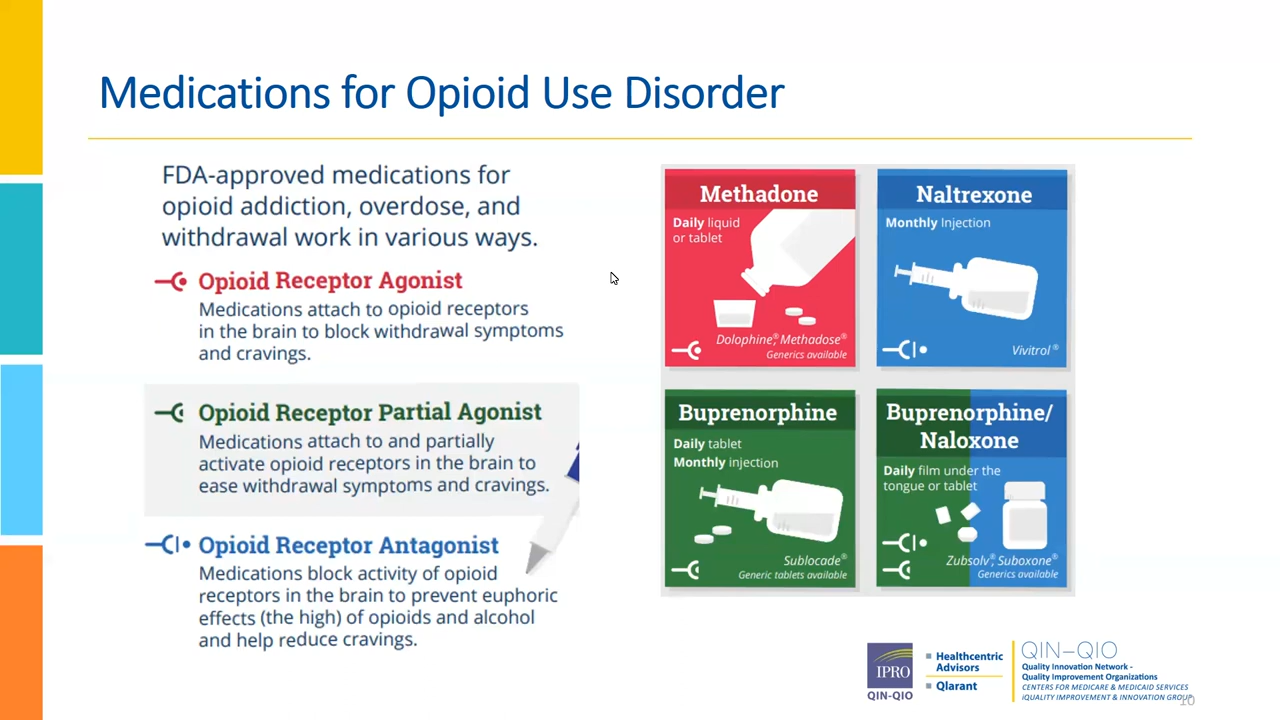 Medications for Opioid Use Disorder
FDA-approved medications for
opioid addiction, overdose, and
withdrawal work in various ways.
Opioid Receptor Agonist
Medications attach to opioid receptors
in the brain to block withdrawal symptoms
and cravings.
Opioid Receptor Partial Agonist
Medications attach to and partially
activate opioid receptors in the brain to
ease withdrawal symptoms and cravings.
Opioid Receptor Antagonist
Medications block activity of opioid
receptors in the brain to prevent euphoric
effects (the high) of opioids and alcohol
and help reduce cravings.
Methadone
Daily liquid
or tablet
Dolophine®, Methadose®
Generics available
Naltrexone
Monthly Injection
Vivitrol®
Buprenorphine
Daily tablet
Monthly injection
Sublocade®
Generic tablets available
Buprenorphine/
Naloxone
Daily film under the
tongue or tablet
Zubsolv®, Suboxone®
Generics available
IPRO
QIN-QIO
Healthcentric
Advisors
Qlarant
QIN–QIO
Quality Innovation Network -
Quality Improvement Organizations
CENTERS FOR MEDICARE & MEDICAID SERVICES
iQUALITY IMPROVEMENT & INNOVATION GROUP
10